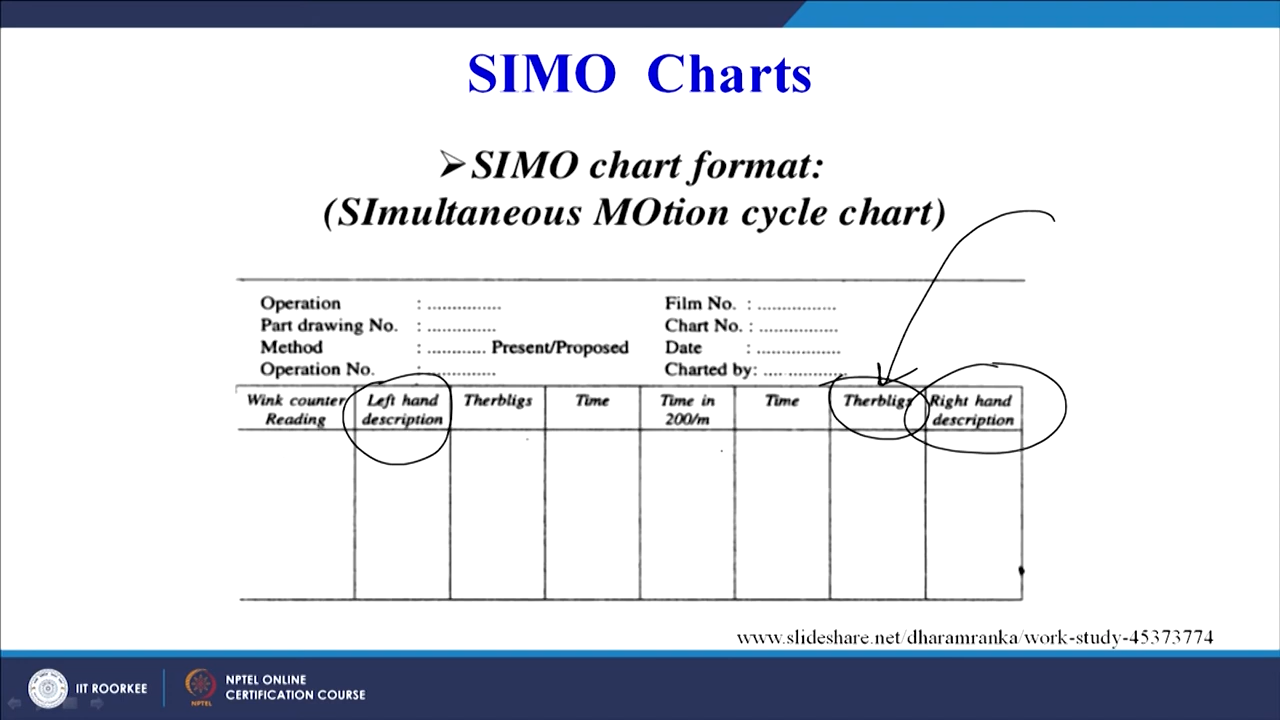 SIMO Charts
➢ SIMO chart format:
(SImultaneous MOtion cycle chart)
Operation : ............... Film No. : ................
Part drawing No. : ............. Chart No. : ................
Method : ............ Present/Proposed Date : .................
Operation No. : ............. Charted by: .... ............
Wink counter Reading Left hand description Therbligs Time Time in 200/m Time Therbligs Right hand description
www.slideshare.net/dharamranka/work-study-45373774
IIT ROORKEE
NPTEL ONLINE
CERTIFICATION COURSE
NPTEL